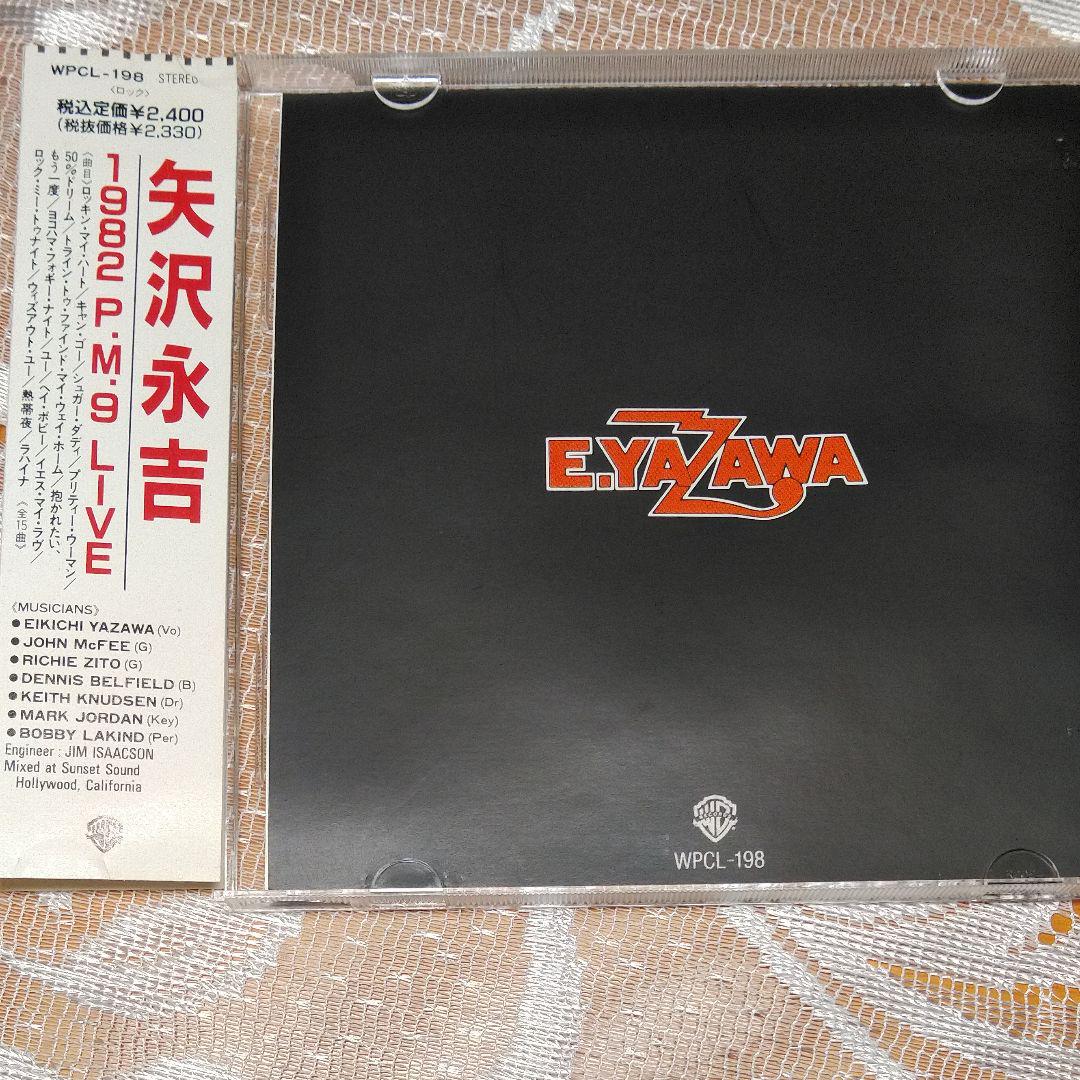 WPCL-198 STEREO
〈ロック〉
税込定価¥2,400
(税抜価格¥2,330)
矢沢永吉
1982 P.M.9 LIVE
《曲目》ロッキン・マイ・ハート/キャン・ゴー/シュガー・ダディ/プリティー・ウーマン/
50%ドリーム/トライン・トゥ・ファインド・マイ・ウェイ・ホーム/抱かれたい、
もう一度/ヨコハマ・フォギー・ナイト/ユー/ヘイ・ボビー/イエス・マイ・ラヴ/
ロック・ミー・トゥナイト/ウィズアウト・ユー/熱帯夜/ラハイナ 〈全15曲〉
《MUSICIANS》
●EIKICHI YAZAWA(Vo)
●JOHN McFEE(G)
●RICHIE ZITO(G)
●DENNIS BELFIELD(B)
●KEITH KNUDSEN(Dr)
●MARK JORDAN(Key)
●BOBBY LAKIND(Per)
Engineer : JIM ISAACSON
Mixed at Sunset Sound
Hollywood, California
E.YAZAWA
WPCL-198